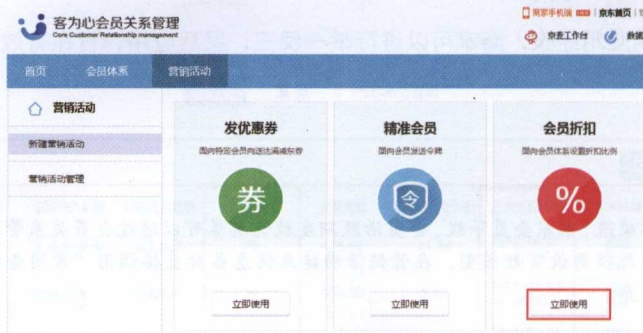 商家手机端 | 京东首页 |
客为心会员关系管理
Core Customer Relationship management
京麦工作台 数据
首页 会员体系 营销活动
营销活动
新建营销活动
营销活动管理
发优惠券 精准会员 会员折扣
面向特定会员向送达满减东券 面向会员发送令牌 面向会员体系设置折扣比例
券 令 %
立即使用 立即使用 立即使用